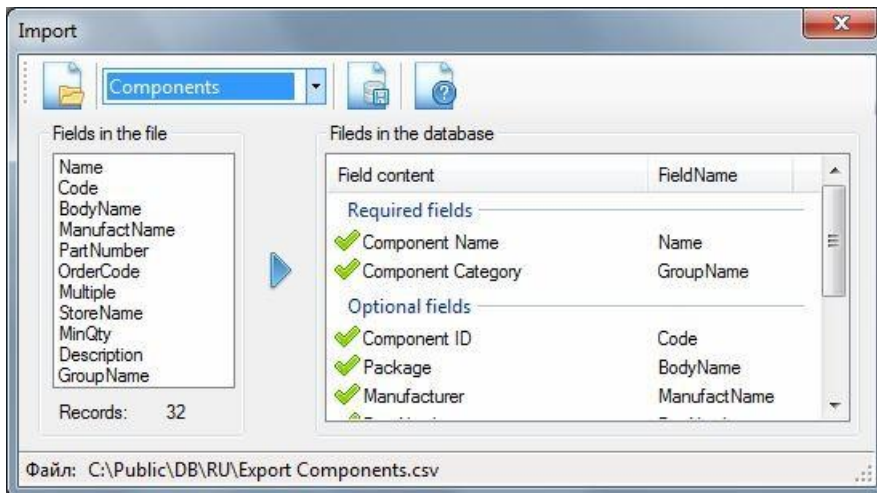 Import
Components
Fields in the file
Name
Code
BodyName
ManufactName
PartNumber
OrderCode
Multiple
StoreName
MinQty
Description
GroupName
Records: 32
Fileds in the database
Field content FieldName
Required fields
Component Name Name
Component Category GroupName
Optional fields
Component ID Code
Package BodyName
Manufacturer ManufactName
Файл: C:\Public\DB\RU\Export Components.csv